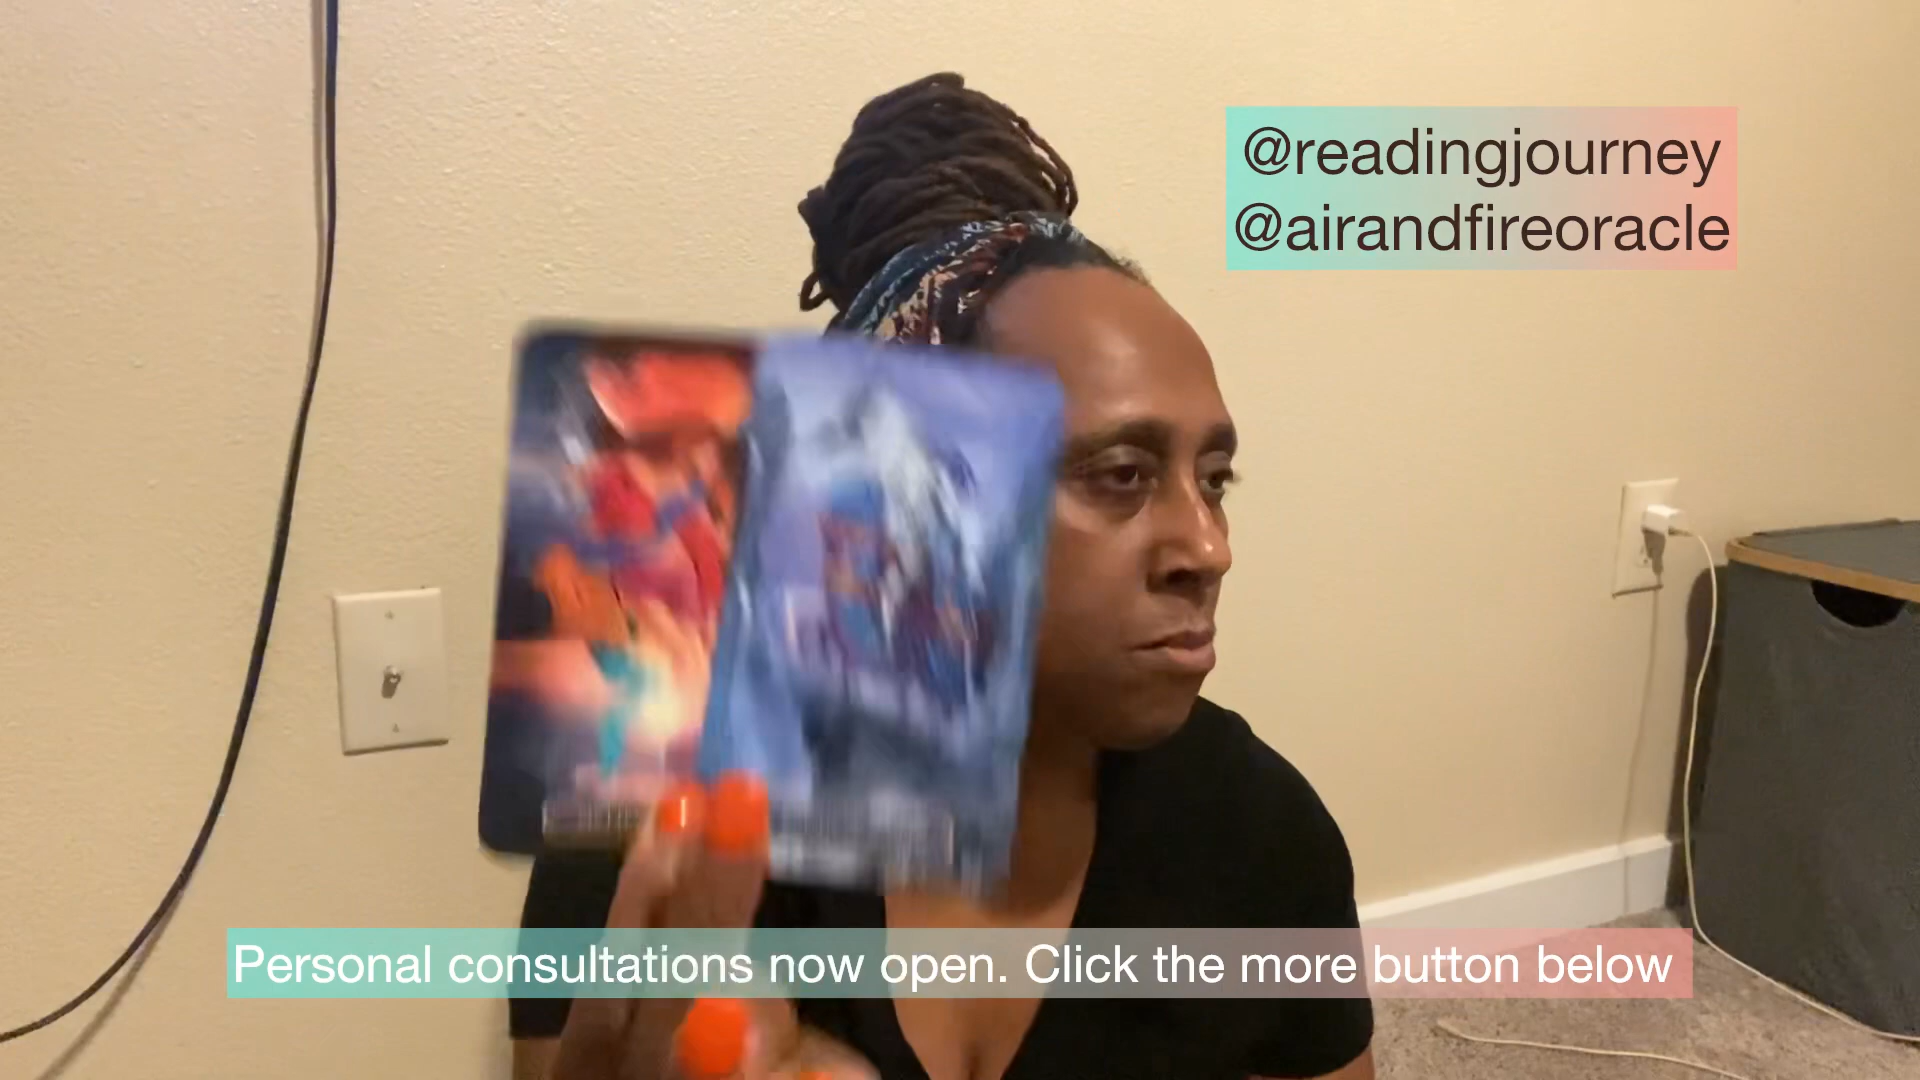 @readingjourney
@airandfireoracle
Personal consultations now open. Click the more button below